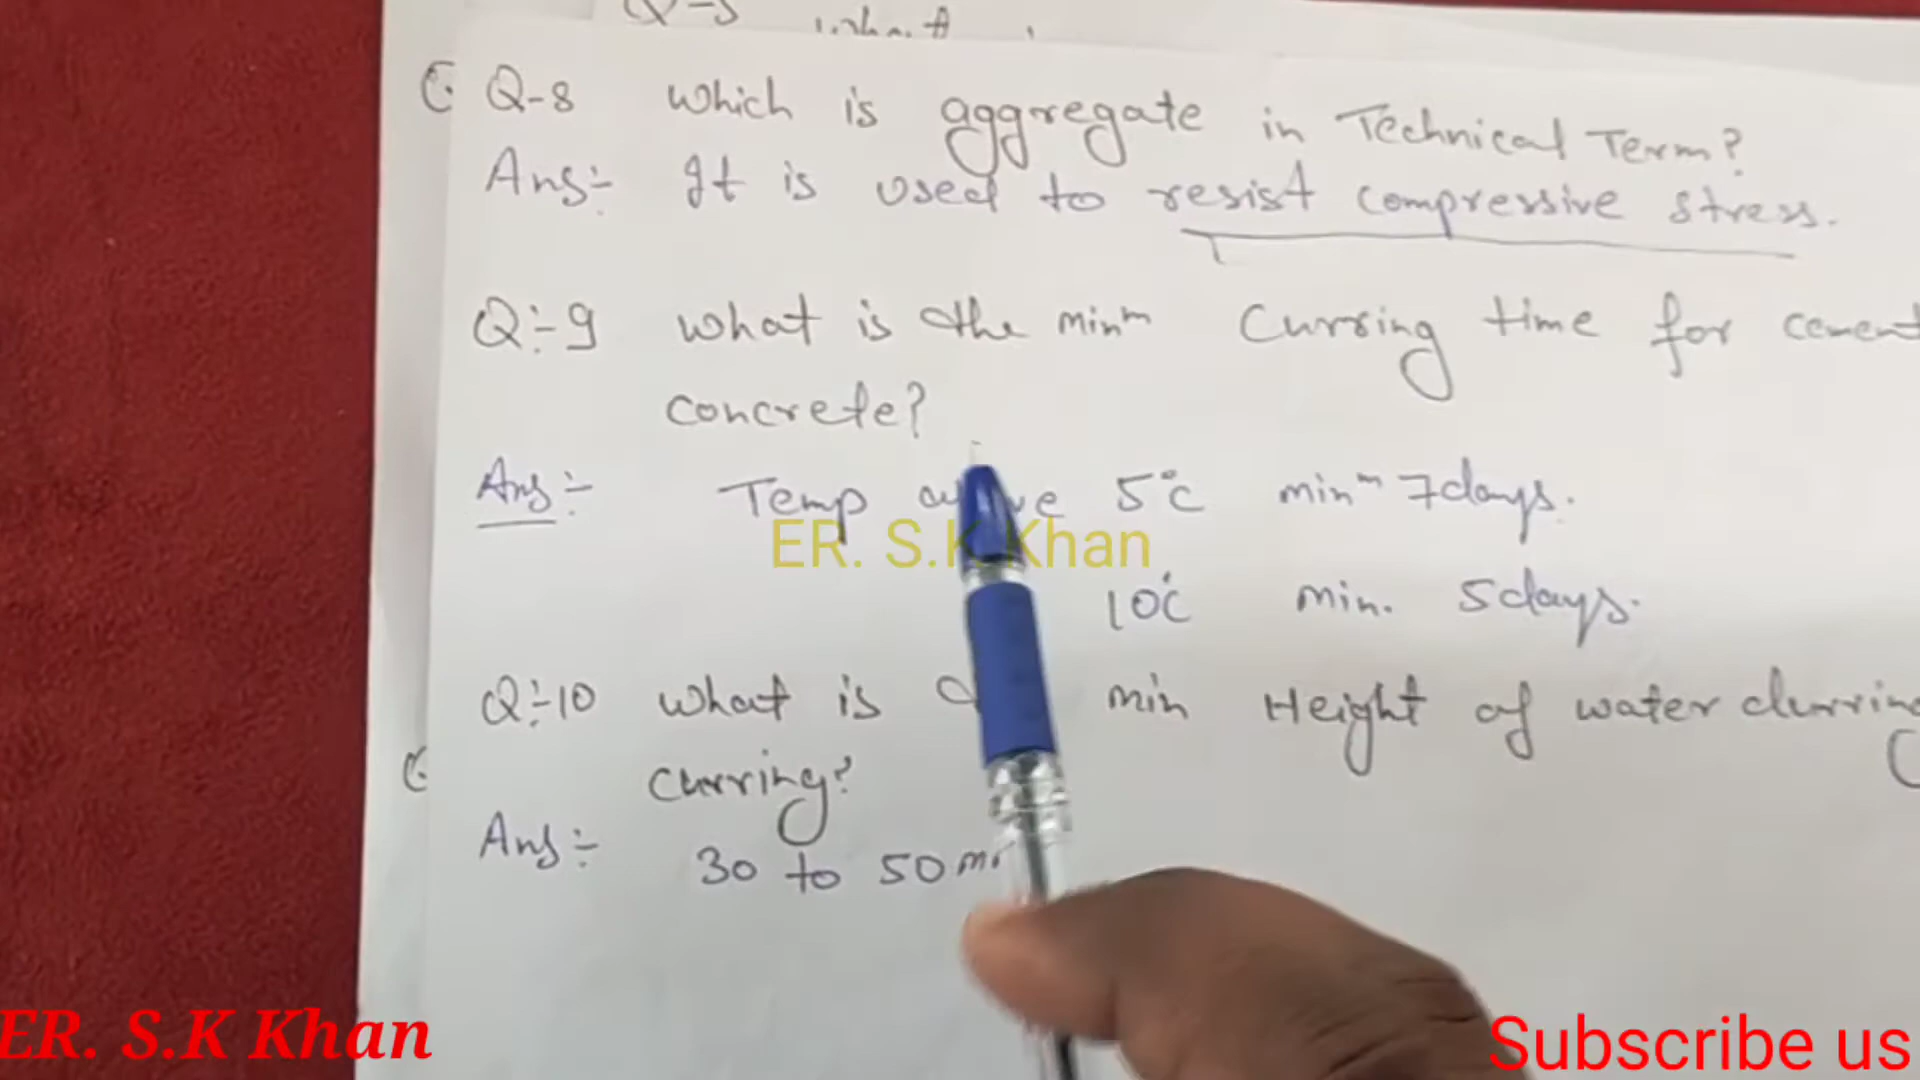 Q-8 which is aggregate in Technical Term?
Ans:- It is used to resist compressive stress.
Q:-9 what is the minᵐ Curring time for cement
concrete?
Ans:- Temp 5°C minᵐ 7days.
ER. S.K Khan
10°C min. 5days.
Q:-10 what is min Height of water durring
curring?
Ans:- 30 to 50
ER. S.K Khan
Subscribe us